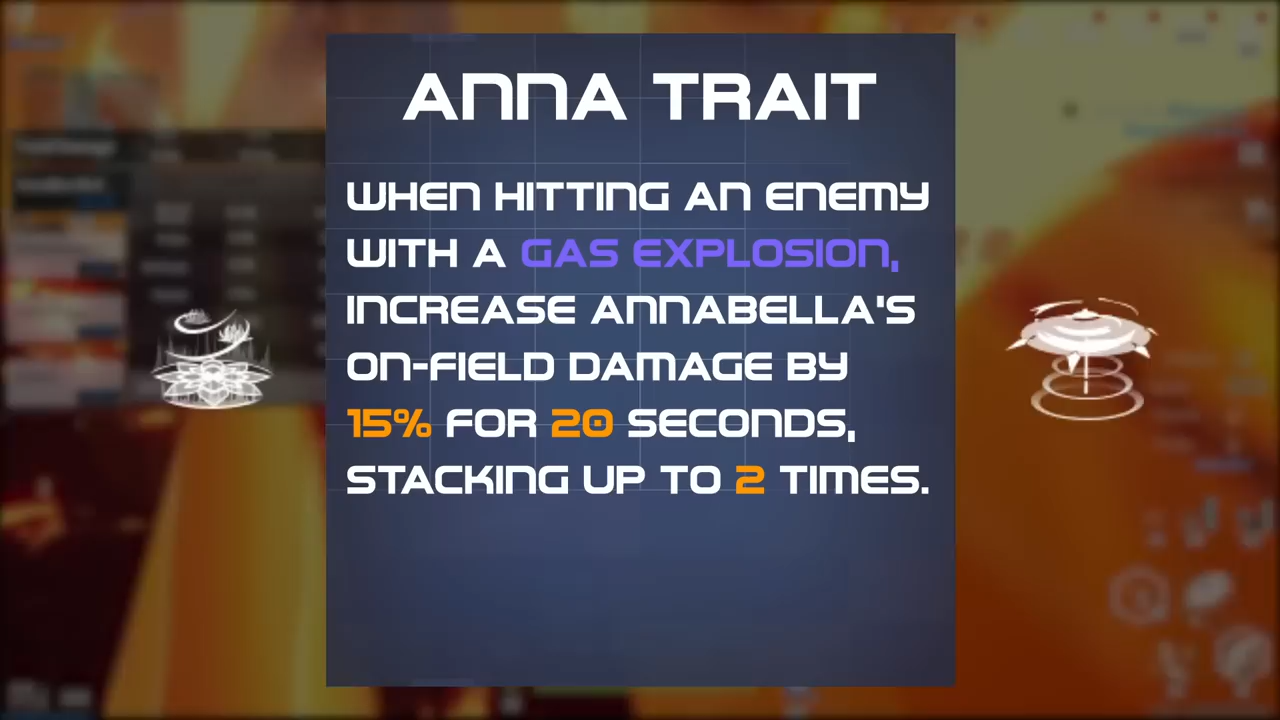 ANNA TRAIT
WHEN HITTING AN ENEMY
WITH A GAS EXPLOSION,
INCREASE ANNABELLA'S
ON-FIELD DAMAGE BY
15% FOR 20 SECONDS,
STACKING UP TO 2 TIMES.